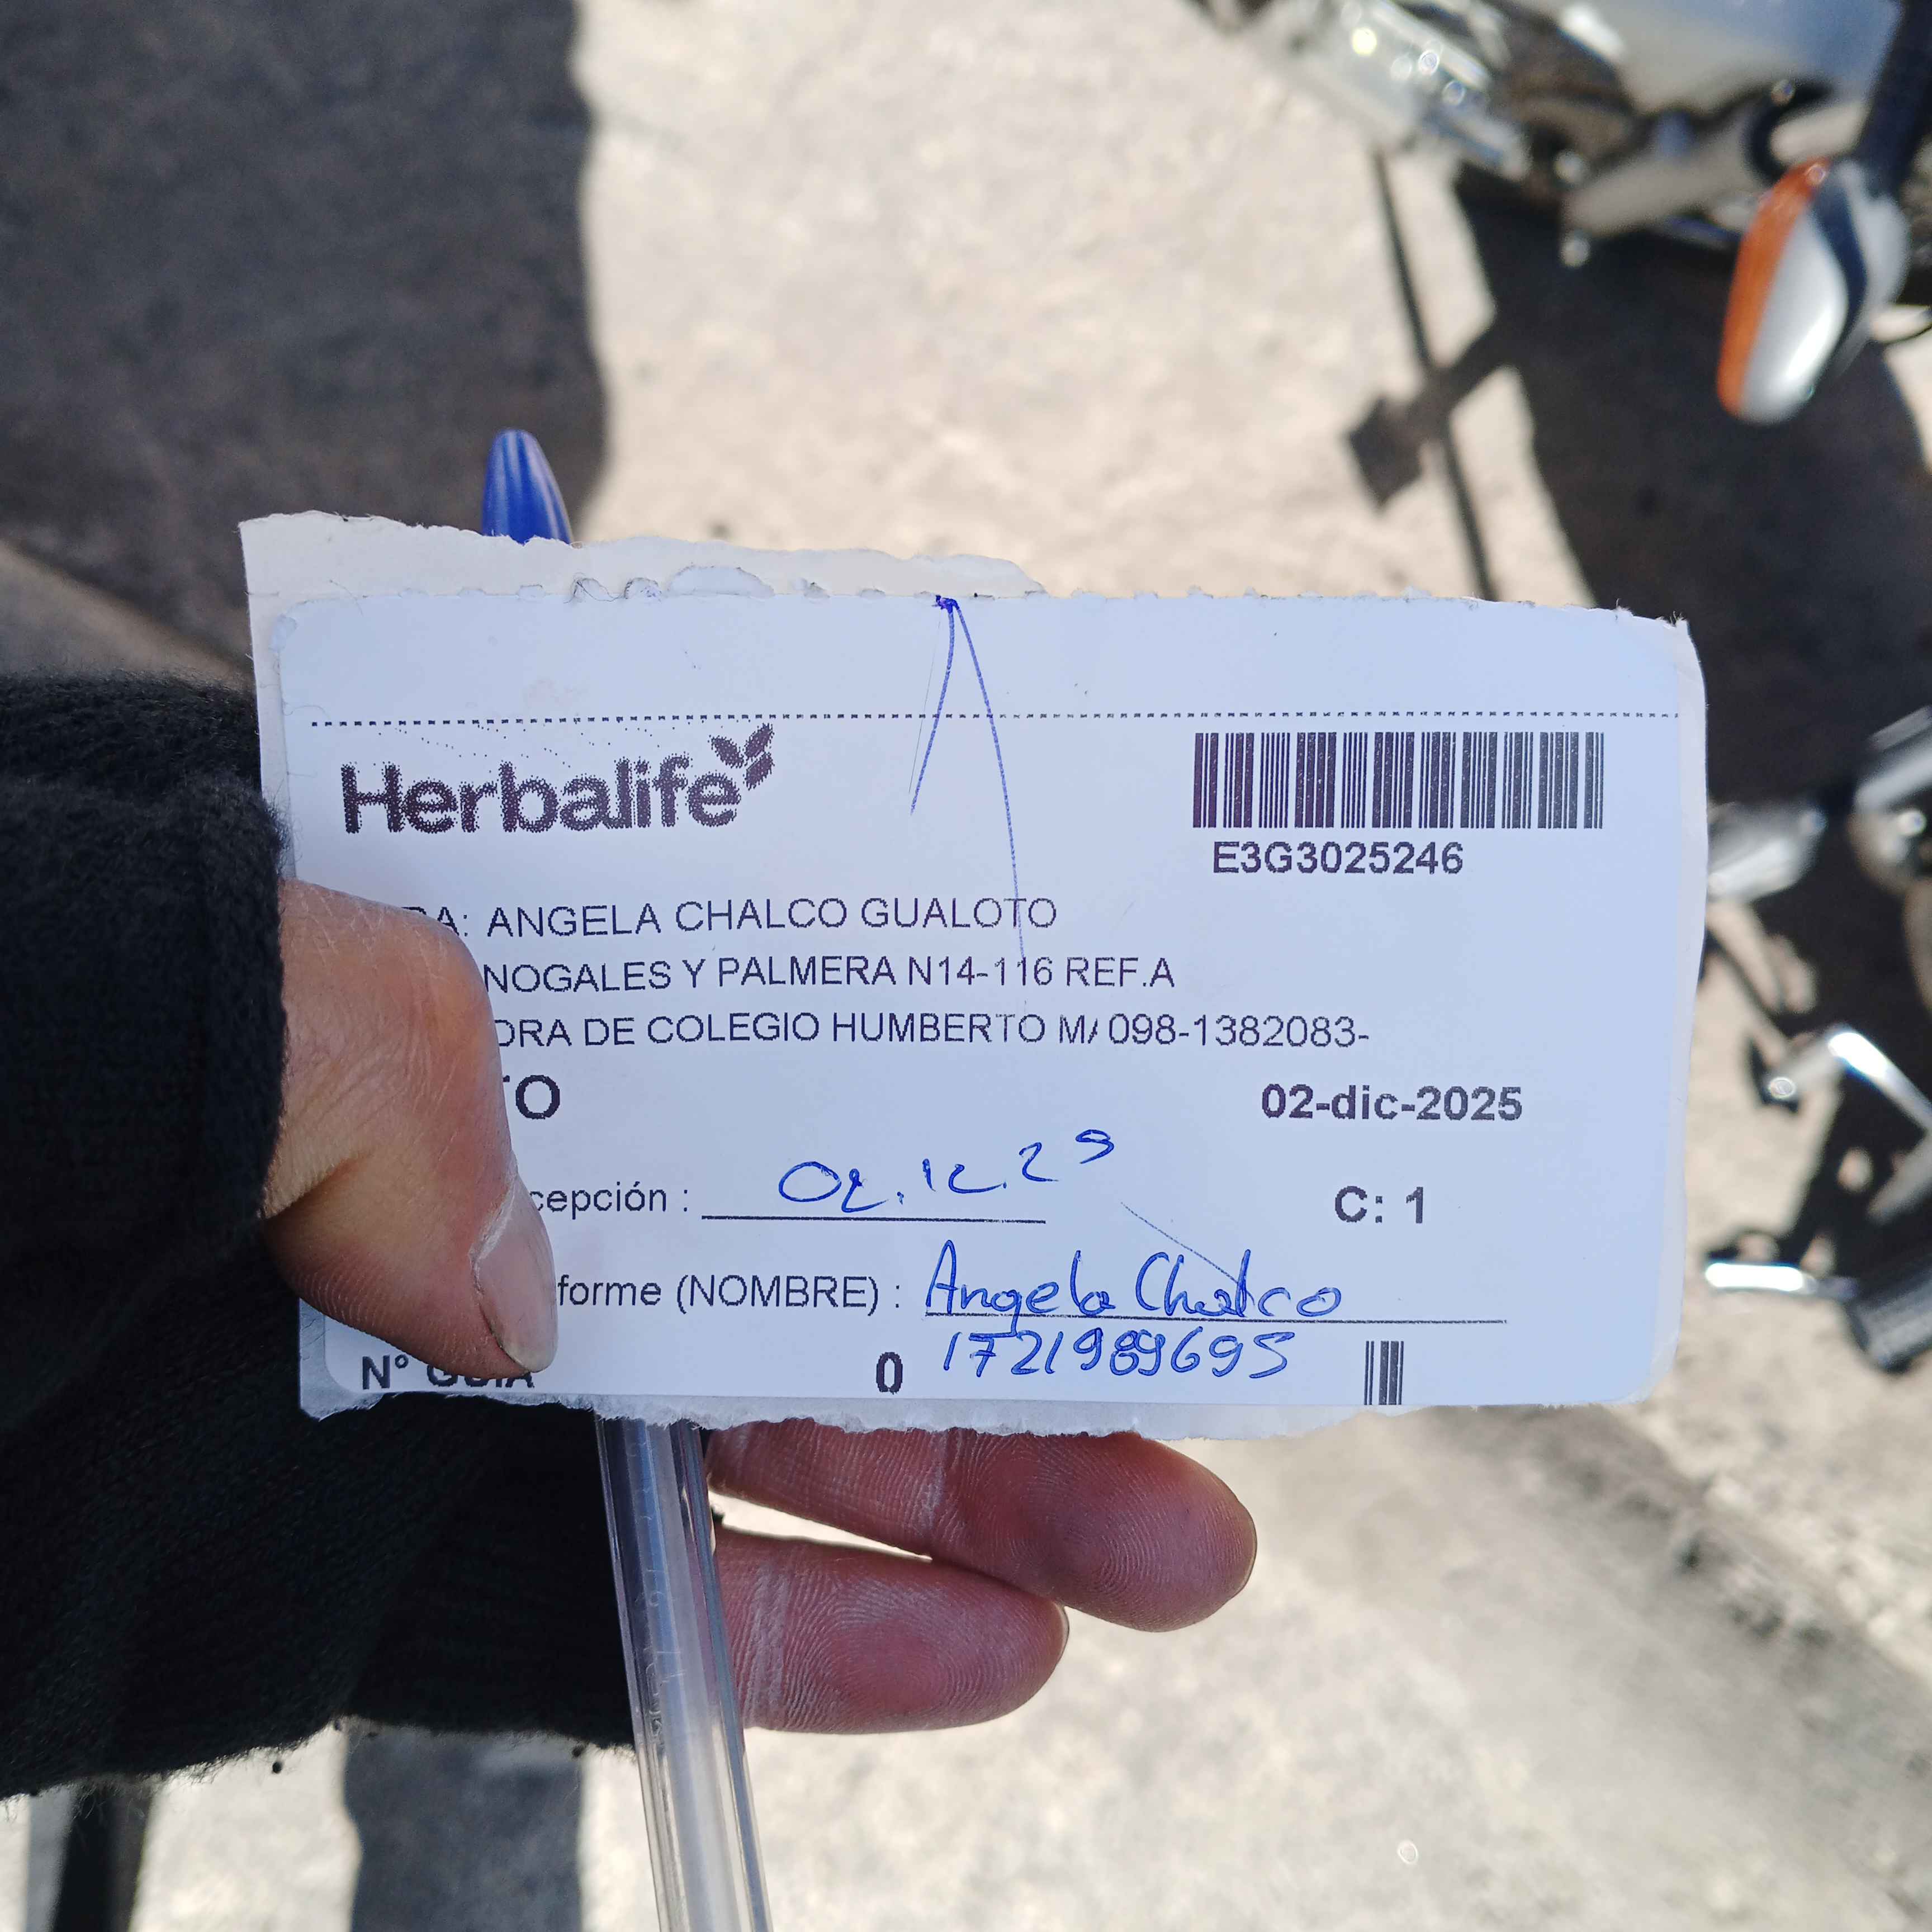 Herbalife
E3G3025246
RA: ANGELA CHALCO GUALOTO
NOGALES Y PALMERA N14-116 REF.A
DRA DE COLEGIO HUMBERTO M 098-1382083-
TO
02-dic-2025
cepción : 02.12.25
C: 1
forme (NOMBRE) : Angela Chalco
1721989695
N° GUIA 0